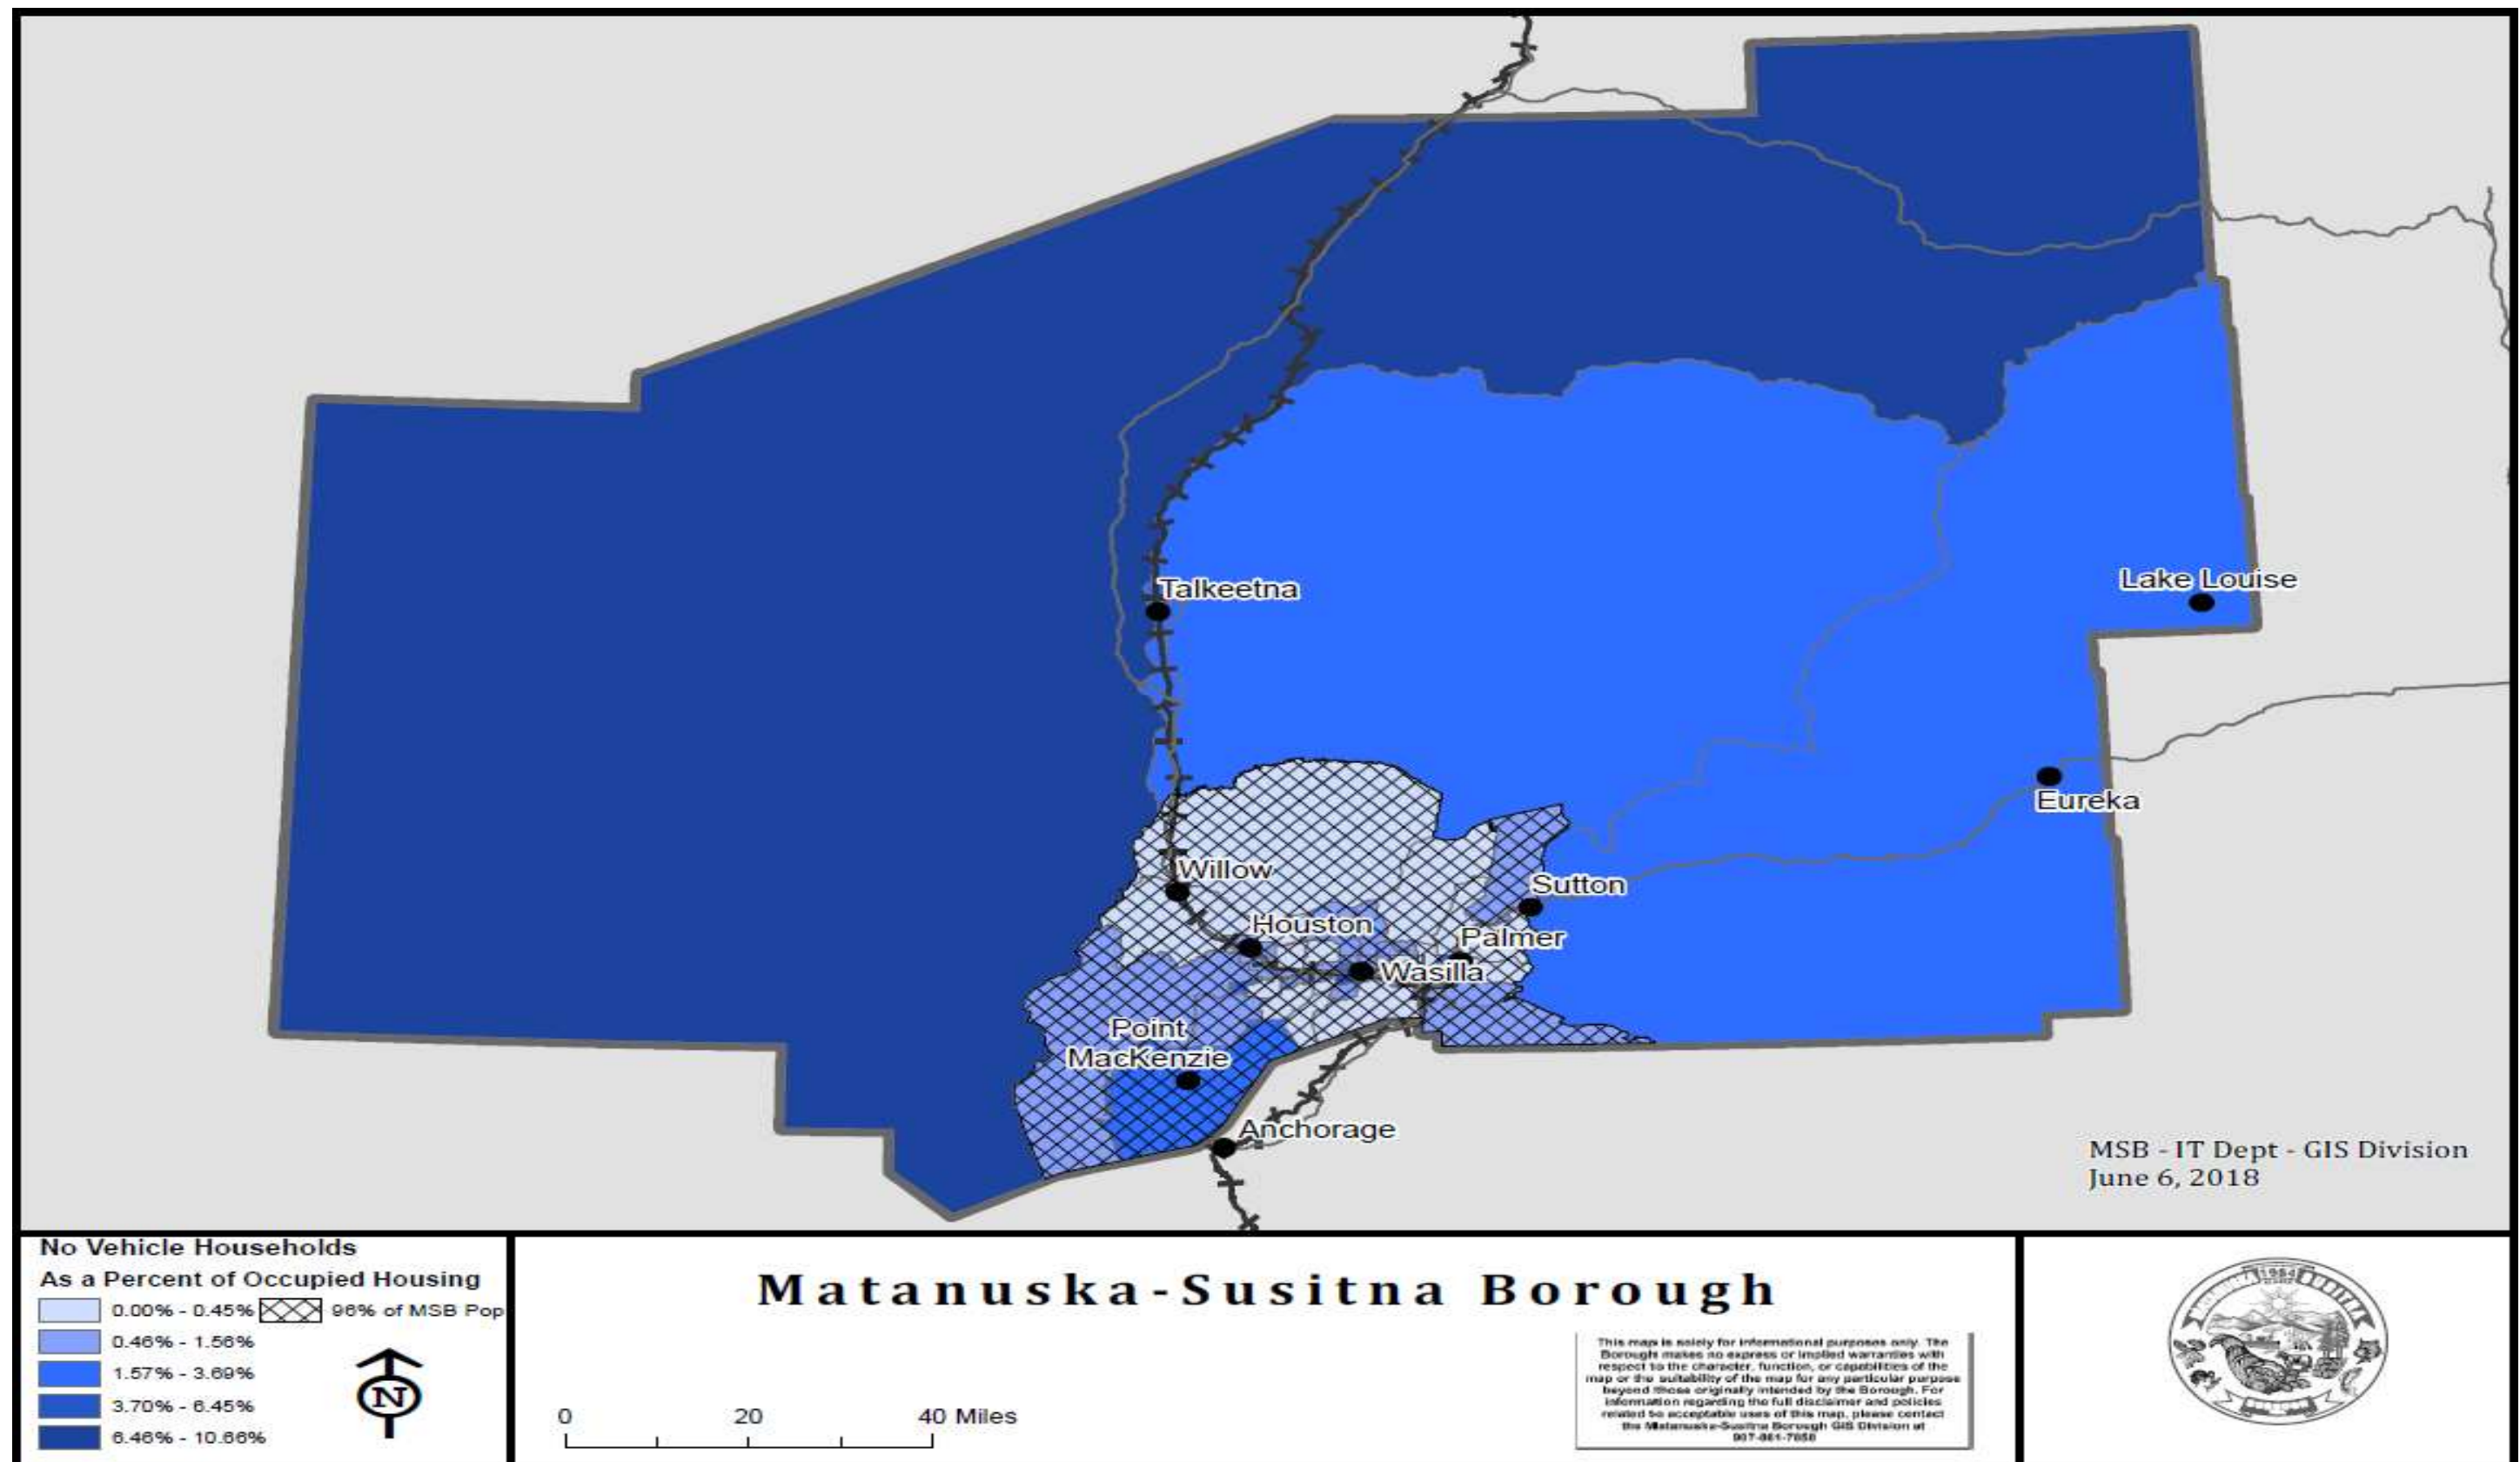 Talkeetna
Lake Louise
Eureka
Willow
Sutton
Houston
Palmer
Wasilla
Point
MacKenzie
Anchorage
MSB - IT Dept - GIS Division
June 6, 2018
No Vehicle Households
As a Percent of Occupied Housing
0.00% - 0.45% 96% of MSB Pop
0.46% - 1.56%
1.57% - 3.69%
3.70% - 6.45%
6.46% - 10.66%
N
Matanuska-Susitna Borough
0 20 40 Miles
This map is solely for informational purposes only. The
Borough makes no express or implied warranties with
respect to the character, function, or capabilities of the
map or the suitability of the map for any particular purpose
beyond those originally intended by the Borough. For
information regarding the full disclaimer and policies
related to acceptable uses of this map, please contact
the Matanuska-Susitna Borough GIS Division at
907-861-7858
1964